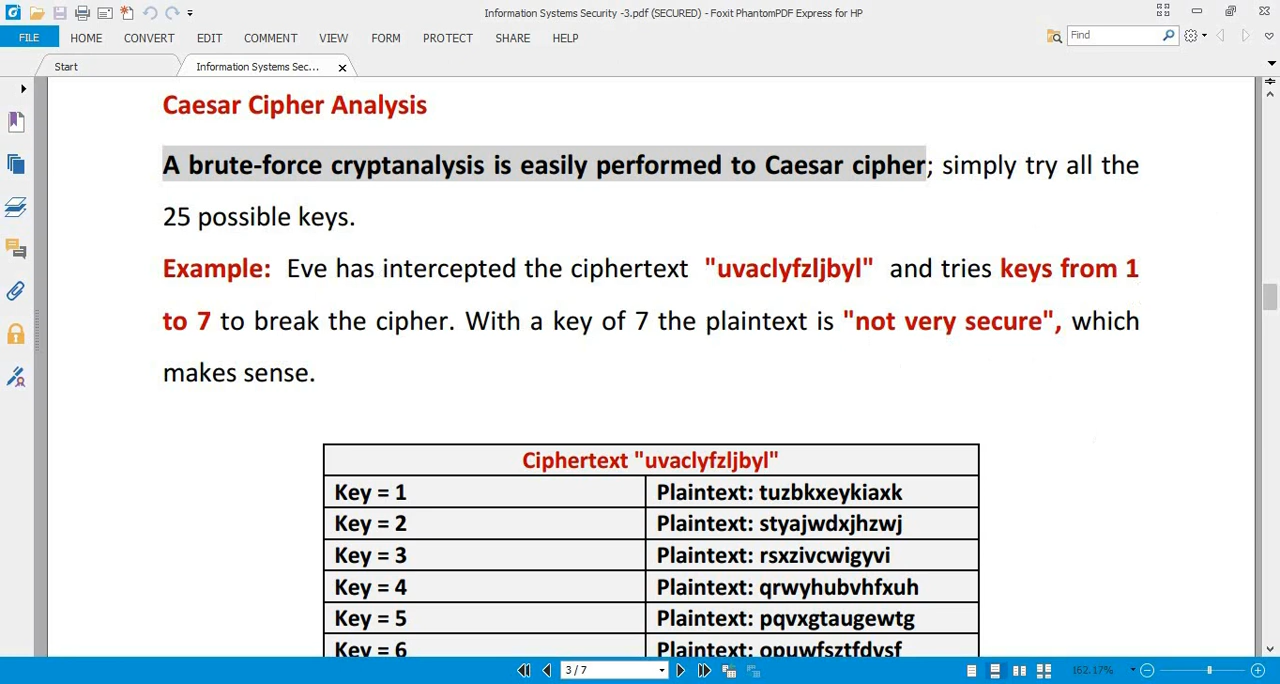 Information Systems Security -3.pdf (SECURED) - Foxit PhantomPDF Express for HP
FILE HOME CONVERT EDIT COMMENT VIEW FORM PROTECT SHARE HELP
Find
Start
Information Systems Sec...
Caesar Cipher Analysis
A brute-force cryptanalysis is easily performed to Caesar cipher; simply try all the
25 possible keys.
Example: Eve has intercepted the ciphertext "uvaclyfzljbyl" and tries keys from 1
to 7 to break the cipher. With a key of 7 the plaintext is "not very secure", which
makes sense.
Ciphertext "uvaclyfzljbyl"
Key = 1 Plaintext: tuzbkxeykiaxk
Key = 2 Plaintext: styajwdxjhzwj
Key = 3 Plaintext: rsxzivcwigyvi
Key = 4 Plaintext: qrwyhubvhfxuh
Key = 5 Plaintext: pqvxgtaugewtg
Key = 6 Plaintext: opuwfsztfdvsf
3 / 7
162.17%